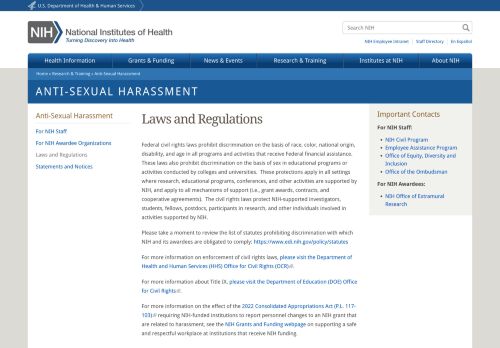 U.S. Department of Health & Human Services
NIH National Institutes of Health
Turning Discovery Into Health
Search NIH
NIH Employee Intranet | Staff Directory | En Español
Health Information
Grants & Funding
News & Events
Research & Training
Institutes at NIH
About NIH
Home » Research & Training » Anti-Sexual Harassment
ANTI-SEXUAL HARASSMENT
Anti-Sexual Harassment
For NIH Staff
For NIH Awardee Organizations
Laws and Regulations
Statements and Notices
Laws and Regulations
Federal civil rights laws prohibit discrimination on the basis of race, color, national origin,
disability, and age in all programs and activities that receive Federal financial assistance.
These laws also prohibit discrimination on the basis of sex in educational programs or
activities conducted by colleges and universities. These protections apply in all settings
where research, educational programs, conferences, and other activities are supported by
NIH, and apply to all mechanisms of support (i.e., grant awards, contracts, and
cooperative agreements). The civil rights laws protect NIH-supported investigators,
students, fellows, postdocs, participants in research, and other individuals involved in
activities supported by NIH.
Please take a moment to review the list of statutes prohibiting discrimination with which
NIH and its awardees are obligated to comply: https://www.edi.nih.gov/policy/statutes
For more information on enforcement of civil rights laws, please visit the Department of
Health and Human Services (HHS) Office for Civil Rights (OCR).
For more information about Title IX, please visit the Department of Education (DOE) Office
for Civil Rights.
For more information on the effect of the 2022 Consolidated Appropriations Act (P.L. 117-
103) requiring NIH-funded institutions to report personnel changes to an NIH grant that
are related to harassment, see the NIH Grants and Funding webpage on supporting a safe
and respectful workplace at institutions that receive NIH funding.
Important Contacts
For NIH Staff:
NIH Civil Program
Employee Assistance Program
Office of Equity, Diversity and
Inclusion
Office of the Ombudsman
For NIH Awardees:
NIH Office of Extramural
Research